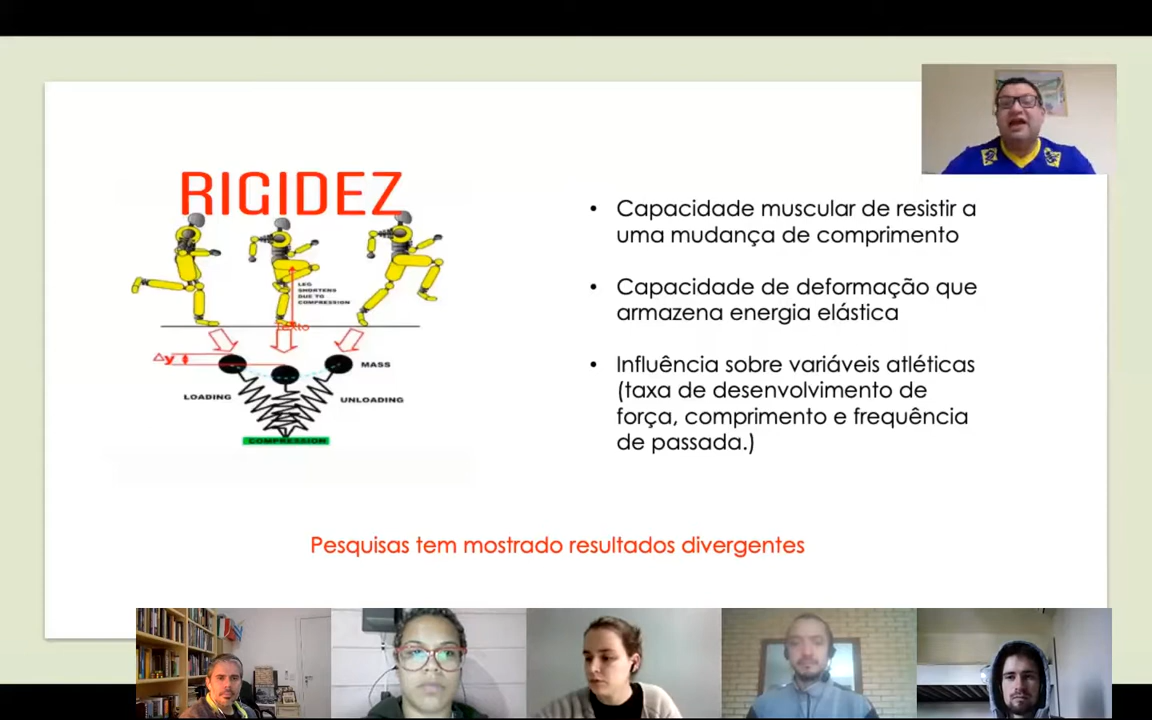 RIGIDEZ
LEG
SHORTENS
DUE TO
COMPRESSION
Texto
Δy
MASS
LOADING
UNLOADING
COMPRESSION
• Capacidade muscular de resistir a
uma mudança de comprimento
• Capacidade de deformação que
armazena energia elástica
• Influência sobre variáveis atléticas
(taxa de desenvolvimento de
força, comprimento e frequência
de passada.)
Pesquisas tem mostrado resultados divergentes